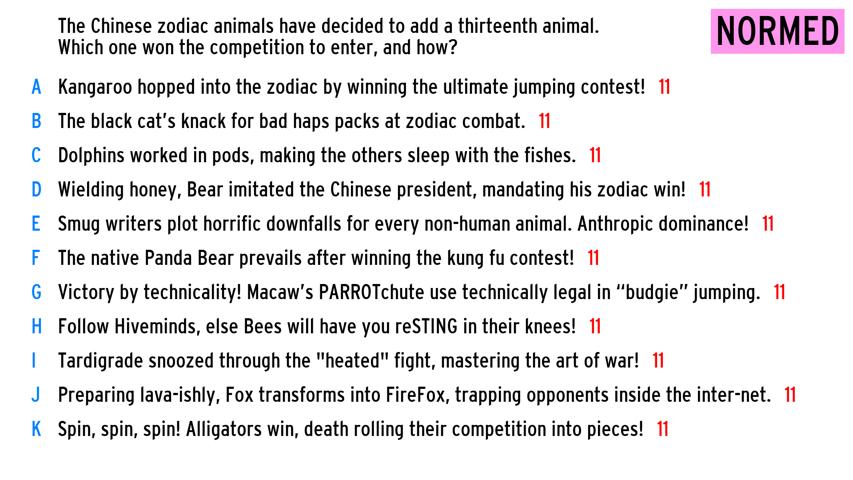 The Chinese zodiac animals have decided to add a thirteenth animal.
Which one won the competition to enter, and how?
NORMED
A Kangaroo hopped into the zodiac by winning the ultimate jumping contest! 11
B The black cat's knack for bad haps packs at zodiac combat. 11
C Dolphins worked in pods, making the others sleep with the fishes. 11
D Wielding honey, Bear imitated the Chinese president, mandating his zodiac win! 11
E Smug writers plot horrific downfalls for every non-human animal. Anthropic dominance! 11
F The native Panda Bear prevails after winning the kung fu contest! 11
G Victory by technicality! Macaw's PARROTchute use technically legal in “budgie” jumping. 11
H Follow Hiveminds, else Bees will have you reSTING in their knees! 11
I Tardigrade snoozed through the "heated" fight, mastering the art of war! 11
J Preparing lava-ishly, Fox transforms into FireFox, trapping opponents inside the inter-net. 11
K Spin, spin, spin! Alligators win, death rolling their competition into pieces! 11